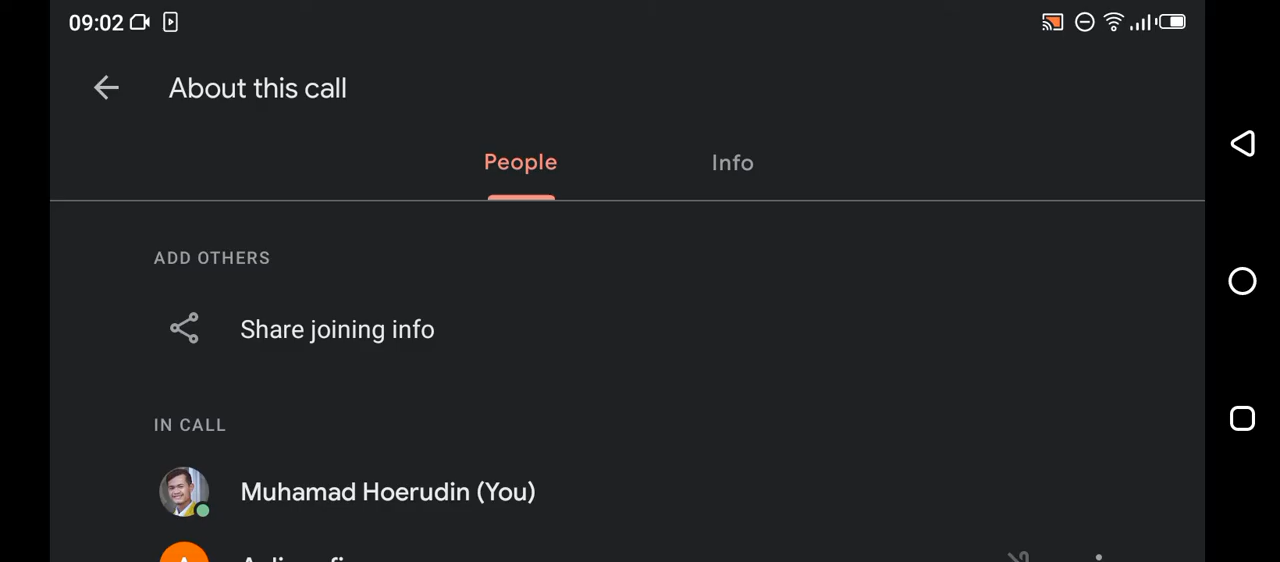 09:02
About this call
People
Info
ADD OTHERS
Share joining info
IN CALL
Muhamad Hoerudin (You)